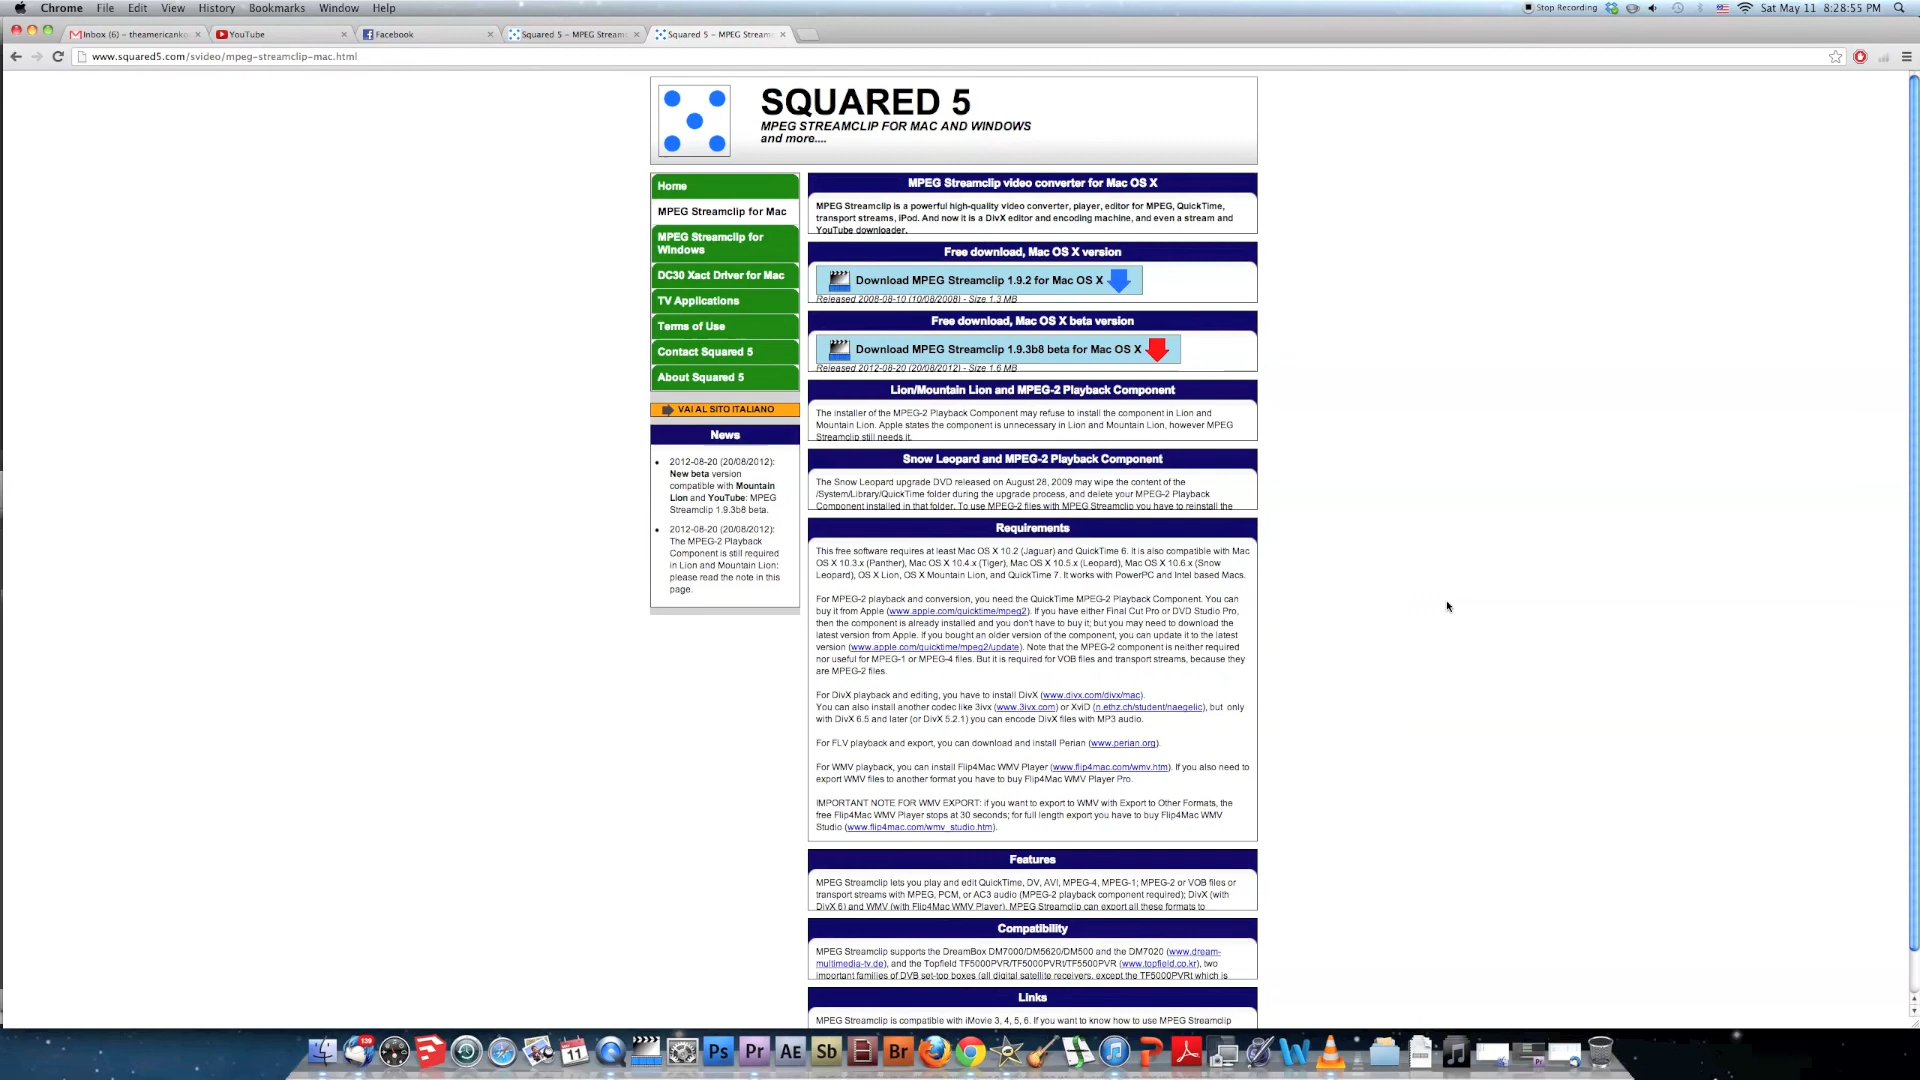 Chrome File Edit View History Bookmarks Window Help
Stop Recording Sat May 11 8:28:55 PM
Inbox (6) – theamericanko
YouTube
Facebook
Squared 5 – MPEG Stream
Squared 5 – MPEG Stream
www.squared5.com/svideo/mpeg-streamclip-mac.html
SQUARED 5
MPEG STREAMCLIP FOR MAC AND WINDOWS
and more....
Home
MPEG Streamclip for Mac
MPEG Streamclip for
Windows
DC30 Xact Driver for Mac
TV Applications
Terms of Use
Contact Squared 5
About Squared 5
VAI AL SITO ITALIANO
News
2012-08-20 (20/08/2012):
New beta version
compatible with Mountain
Lion and YouTube: MPEG
Streamclip 1.9.3b8 beta.
2012-08-20 (20/08/2012):
The MPEG-2 Playback
Component is still required
in Lion and Mountain Lion:
please read the note in this
page.
MPEG Streamclip video converter for Mac OS X
MPEG Streamclip is a powerful high-quality video converter, player, editor for MPEG, QuickTime,
transport streams, iPod. And now it is a DivX editor and encoding machine, and even a stream and
YouTube downloader.
Free download, Mac OS X version
Download MPEG Streamclip 1.9.2 for Mac OS X
Released 2008-08-10 (10/08/2008) - Size 1.3 MB
Free download, Mac OS X beta version
Download MPEG Streamclip 1.9.3b8 beta for Mac OS X
Released 2012-08-20 (20/08/2012) - Size 1.6 MB
Lion/Mountain Lion and MPEG-2 Playback Component
The installer of the MPEG-2 Playback Component may refuse to install the component in Lion and
Mountain Lion. Apple states the component is unnecessary in Lion and Mountain Lion, however MPEG
Streamclip still needs it.
Snow Leopard and MPEG-2 Playback Component
The Snow Leopard upgrade DVD released on August 28, 2009 may wipe the content of the
/System/Library/QuickTime folder during the upgrade process, and delete your MPEG-2 Playback
Component installed in that folder. To use MPEG-2 files with MPEG Streamclip you have to reinstall the
Requirements
This free software requires at least Mac OS X 10.2 (Jaguar) and QuickTime 6. It is also compatible with Mac
OS X 10.3.x (Panther), Mac OS X 10.4.x (Tiger), Mac OS X 10.5.x (Leopard), Mac OS X 10.6.x (Snow
Leopard), OS X Lion, OS X Mountain Lion, and QuickTime 7. It works with PowerPC and Intel based Macs.
For MPEG-2 playback and conversion, you need the QuickTime MPEG-2 Playback Component. You can
buy it from Apple (www.apple.com/quicktime/mpeg2). If you have either Final Cut Pro or DVD Studio Pro,
then the component is already installed and you don't have to buy it; but you may need to download the
latest version from Apple. If you bought an older version of the component, you can update it to the latest
version (www.apple.com/quicktime/mpeg2/update). Note that the MPEG-2 component is neither required
nor useful for MPEG-1 or MPEG-4 files. But it is required for VOB files and transport streams, because they
are MPEG-2 files.
For DivX playback and editing, you have to install DivX (www.divx.com/divx/mac).
You can also install another codec like 3ivx (www.3ivx.com) or XviD (n.ethz.ch/student/naegelic), but only
with DivX 6.5 and later (or DivX 5.2.1) you can encode DivX files with MP3 audio.
For FLV playback and export, you can download and install Perian (www.perian.org).
For WMV playback, you can install Flip4Mac WMV Player (www.flip4mac.com/wmv.htm). If you also need to
export WMV files to another format you have to buy Flip4Mac WMV Player Pro.
IMPORTANT NOTE FOR WMV EXPORT: if you want to export to WMV with Export to Other Formats, the
free Flip4Mac WMV Player stops at 30 seconds; for full length export you have to buy Flip4Mac WMV
Studio (www.flip4mac.com/wmv_studio.htm).
Features
MPEG Streamclip lets you play and edit QuickTime, DV, AVI, MPEG-4, MPEG-1; MPEG-2 or VOB files or
transport streams with MPEG, PCM, or AC3 audio (MPEG-2 playback component required); DivX (with
DivX 6) and WMV (with Flip4Mac WMV Player). MPEG Streamclip can export all these formats to
Compatibility
MPEG Streamclip supports the DreamBox DM7000/DM5620/DM500 and the DM7020 (www.dream-
multimedia-tv.de), and the Topfield TF5000PVR/TF5000PVRt/TF5500PVR (www.topfield.co.kr), two
important families of DVB set-top boxes (all digital satellite receivers, except the TF5000PVRt which is
Links
MPEG Streamclip is compatible with iMovie 3, 4, 5, 6. If you want to know how to use MPEG Streamclip
139
11
Ps Pr AE Sb Br